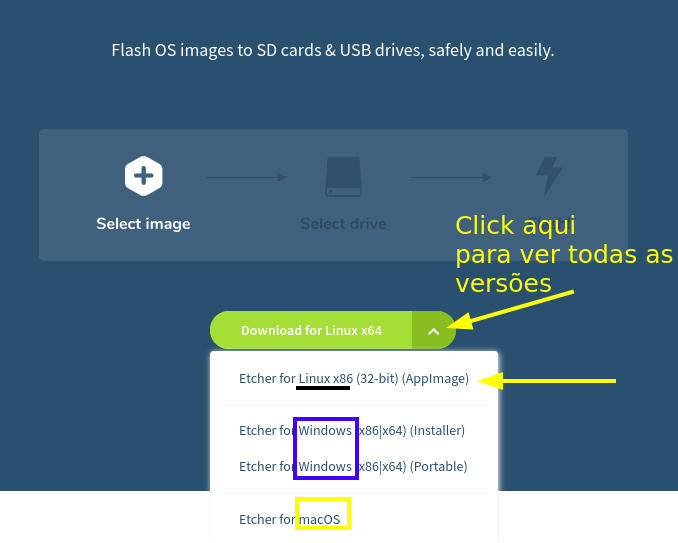 Flash OS images to SD cards & USB drives, safely and easily.
Select image
Select drive
Click aqui
para ver todas as
versões
Download for Linux x64
Etcher for Linux x86 (32-bit) (AppImage)
Etcher for Windows (x86|x64) (Installer)
Etcher for Windows (x86|x64) (Portable)
Etcher for macOS